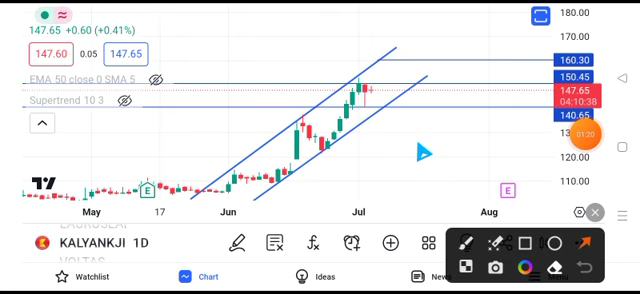 180.00
147.65 +0.60 (+0.41%)
170.00
147.60 0.05 147.65
160.30
EMA 50 close 0 SMA 5
150.45
147.65
04:10:38
Supertrend 10 3
140.65
01:20
120.00
110.00
E
E
May 17 Jun Jul Aug
KALYANKJI 1D
VOLTAS
Watchlist Chart Ideas News